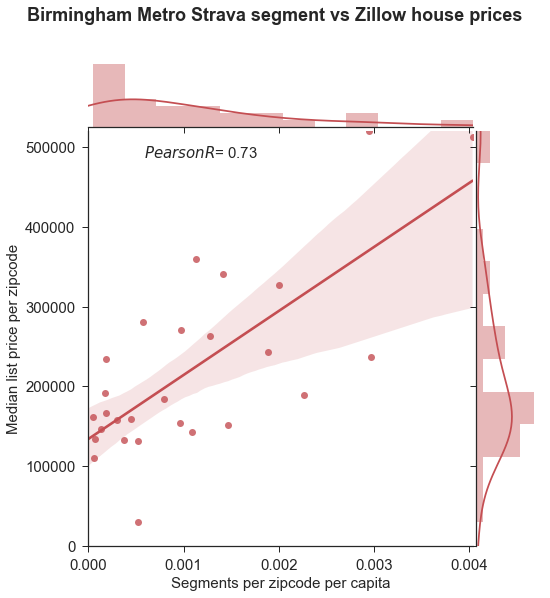 Birmingham Metro Strava segment vs Zillow house prices
PearsonR= 0.73
500000
400000
300000
200000
100000
0
Median list price per zipcode
0.000 0.001 0.002 0.003 0.004
Segments per zipcode per capita